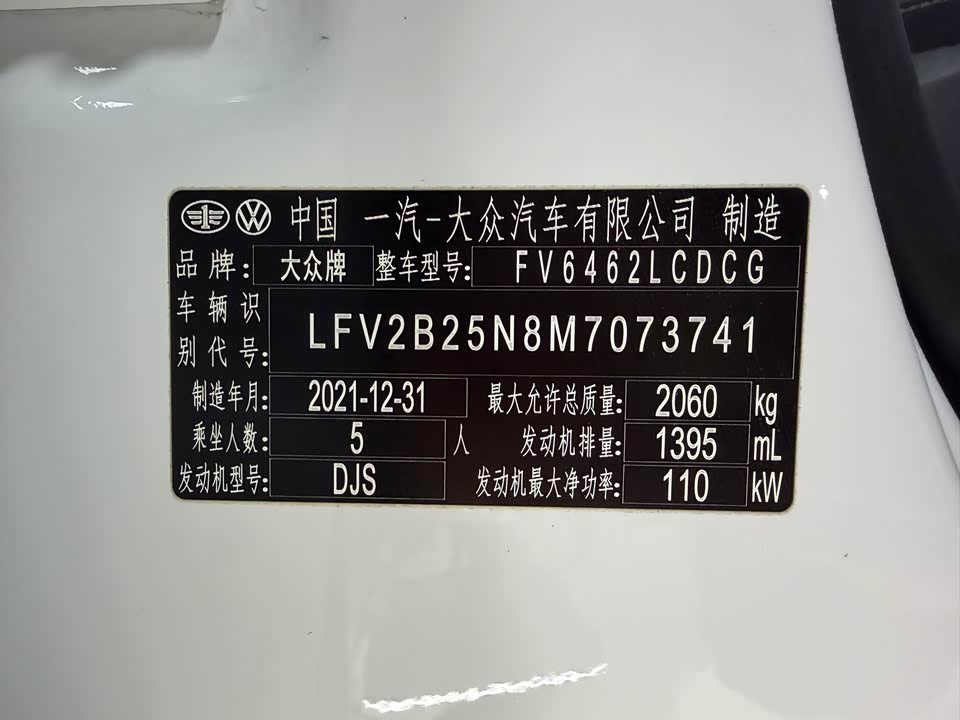 中国 一汽-大众汽车有限公司 制造
品牌: 大众牌 整车型号: FV6462LCDCG
车辆识别代号: LFV2B25N8M7073741
制造年月: 2021-12-31 最大允许总质量: 2060 kg
乘坐人数: 5 人 发动机排量: 1395 mL
发动机型号: DJS 发动机最大净功率: 110 kW